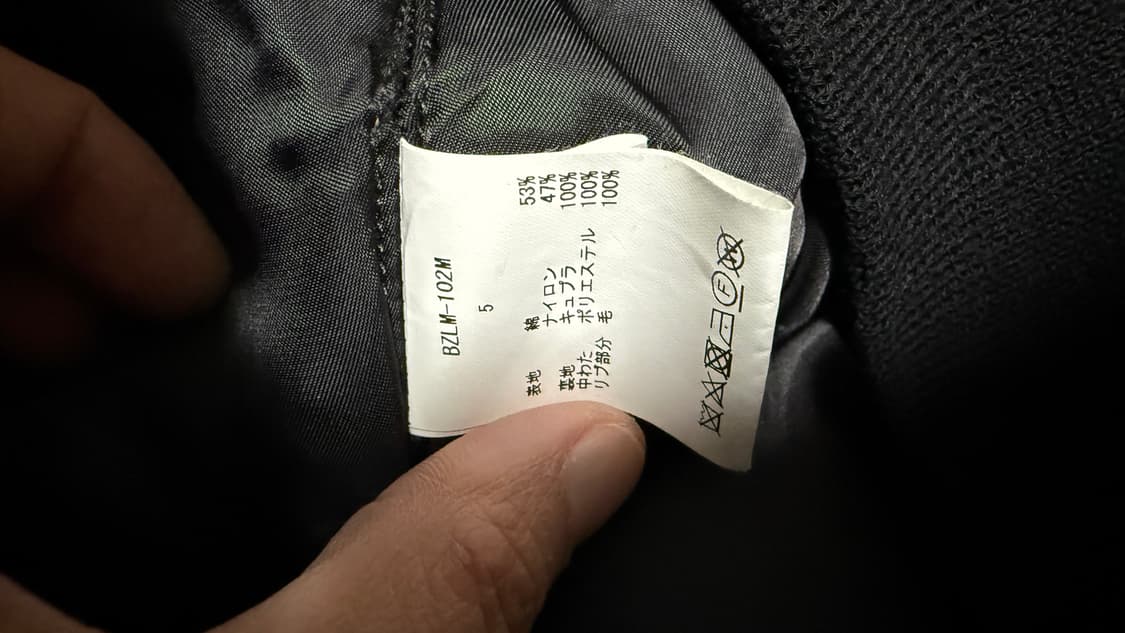 BZLM-102M
5
表地 綿 53%
ナイロン 47%
裏地 キュプラ 100%
中わた ポリエステル 100%
リブ部分 毛 100%
F
W